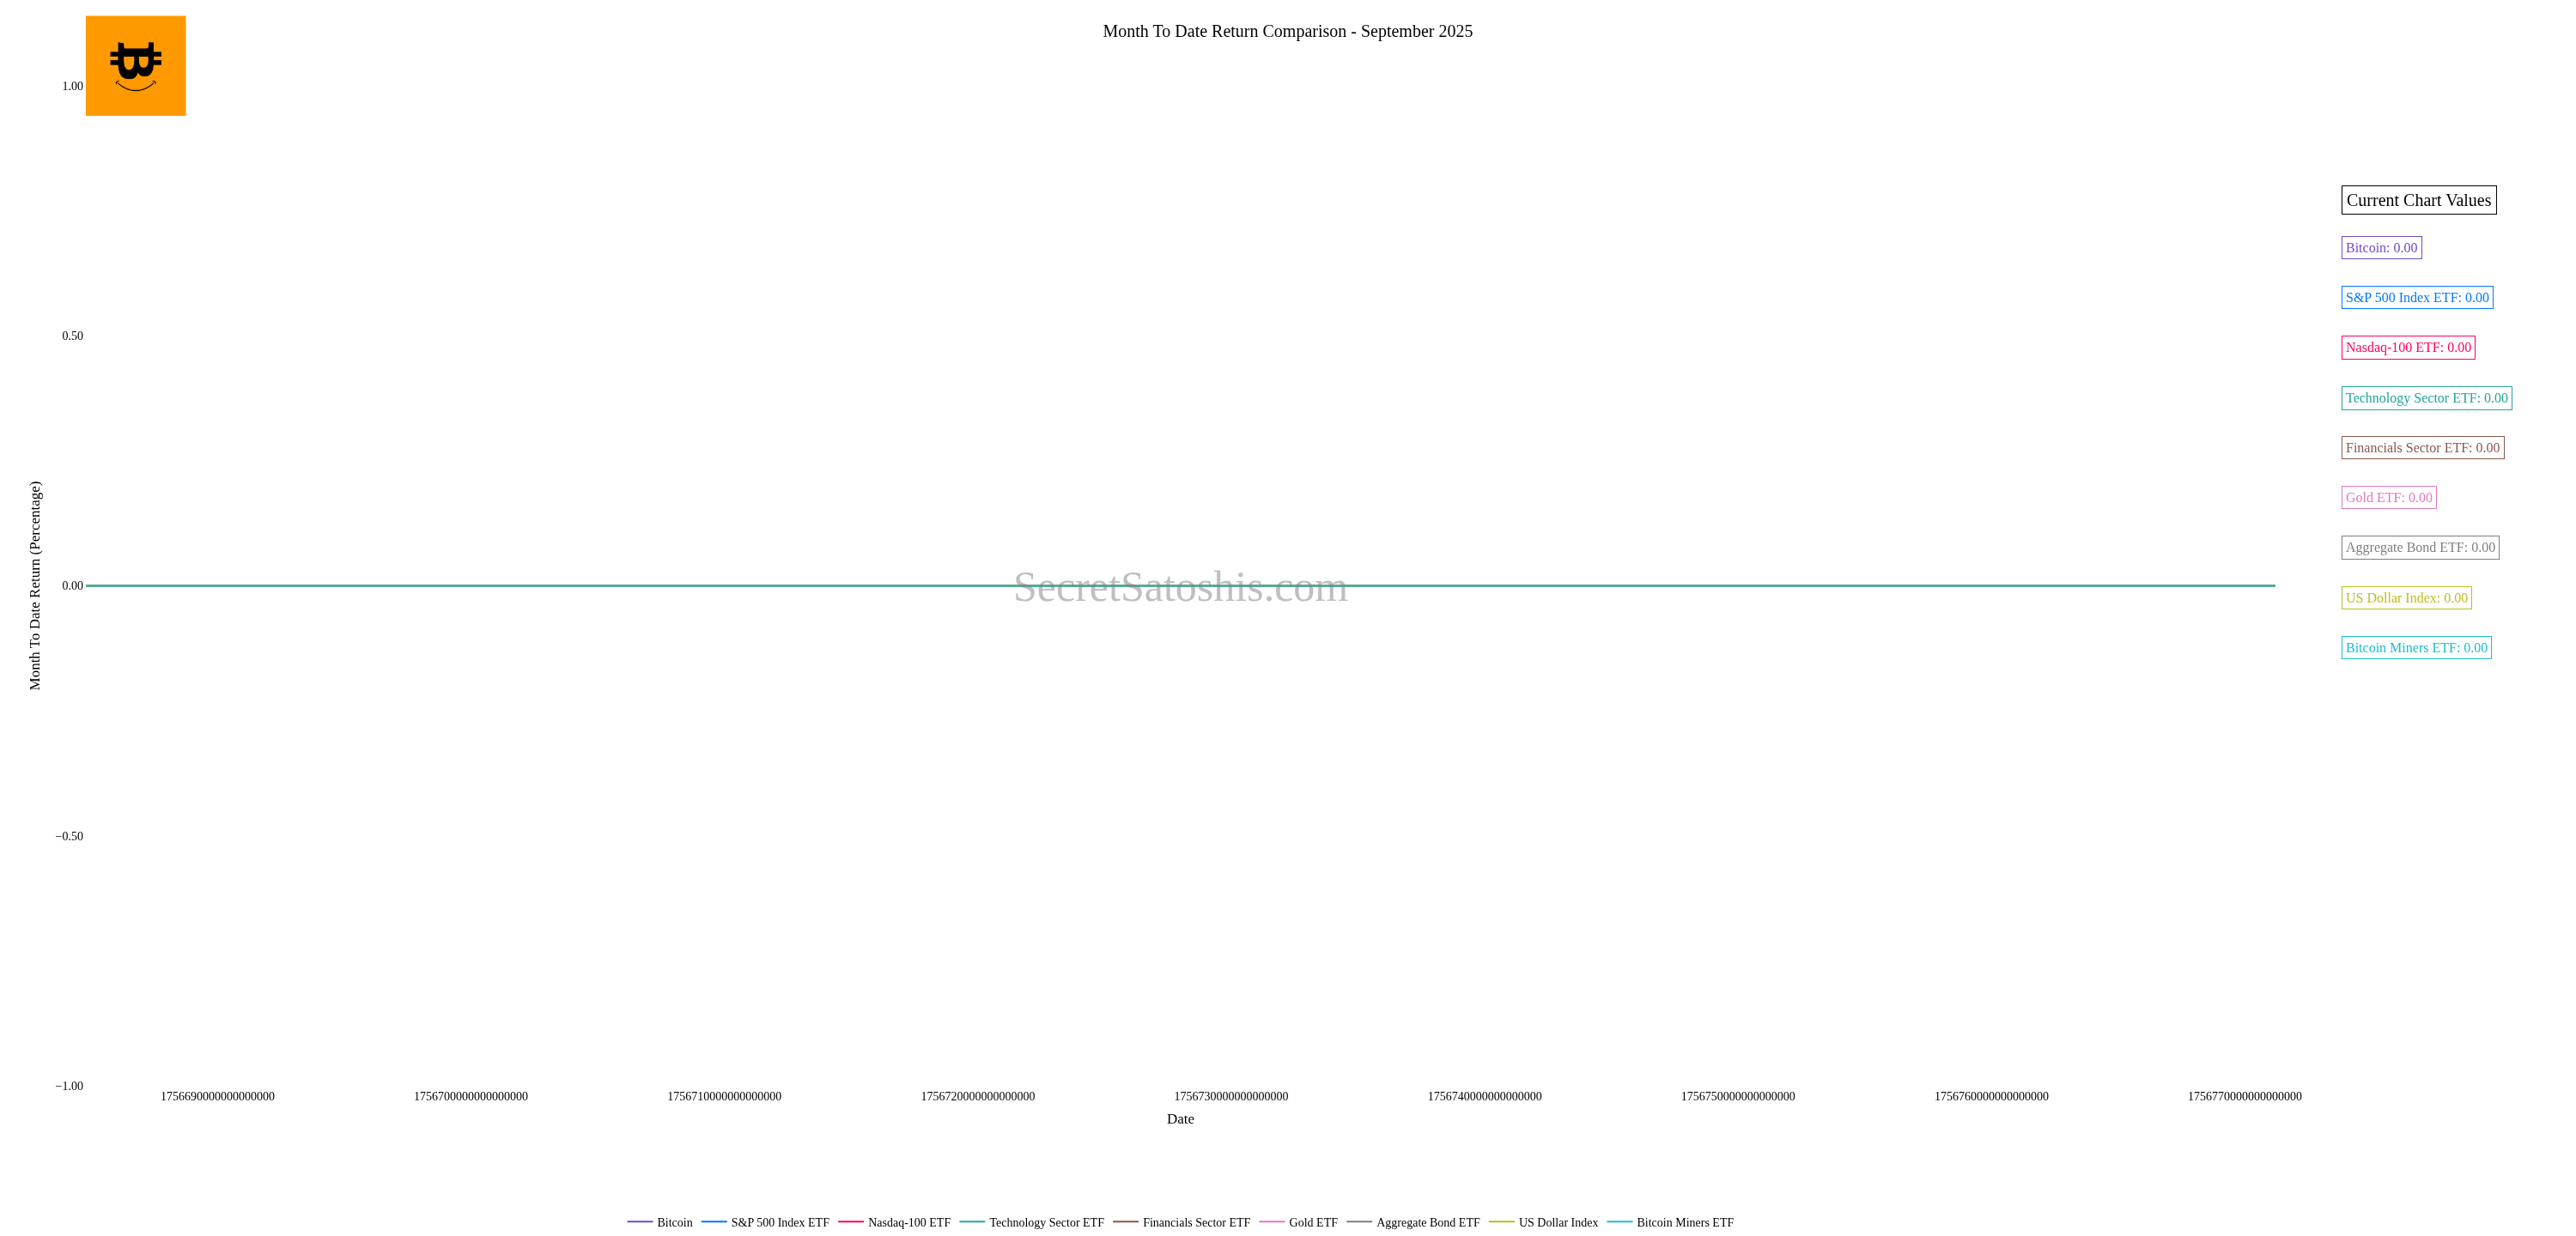 Month To Date Return Comparison - September 2025
1.00
0.50
0.00
−0.50
−1.00
Month To Date Return (Percentage)
SecretSatoshis.com
Current Chart Values
Bitcoin: 0.00
S&P 500 Index ETF: 0.00
Nasdaq-100 ETF: 0.00
Technology Sector ETF: 0.00
Financials Sector ETF: 0.00
Gold ETF: 0.00
Aggregate Bond ETF: 0.00
US Dollar Index: 0.00
Bitcoin Miners ETF: 0.00
1756690000000000000 1756700000000000000 1756710000000000000 1756720000000000000 1756730000000000000 1756740000000000000 1756750000000000000 1756760000000000000 1756770000000000000
Date
Bitcoin S&P 500 Index ETF Nasdaq-100 ETF Technology Sector ETF Financials Sector ETF Gold ETF Aggregate Bond ETF US Dollar Index Bitcoin Miners ETF